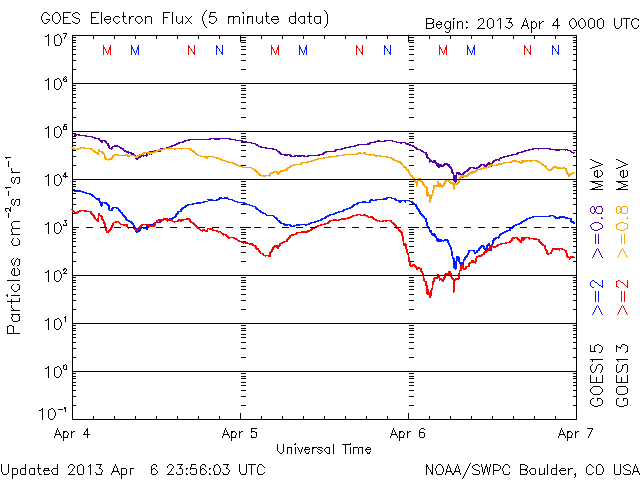 GOES Electron Flux (5 minute data)
Begin: 2013 Apr 4 0000 UTC
M M N N M M N N M M N N
10⁷
10⁶
10⁵
10⁴
10³
10²
10¹
10⁰
10⁻¹
Particles cm⁻²s⁻¹sr⁻¹
Apr 4 Apr 5 Apr 6 Apr 7
Universal Time
GOES15 >=2 >=0.8 MeV
GOES13 >=2 >=0.8 MeV
Updated 2013 Apr 6 23:56:03 UTC
NOAA/SWPC Boulder, CO USA